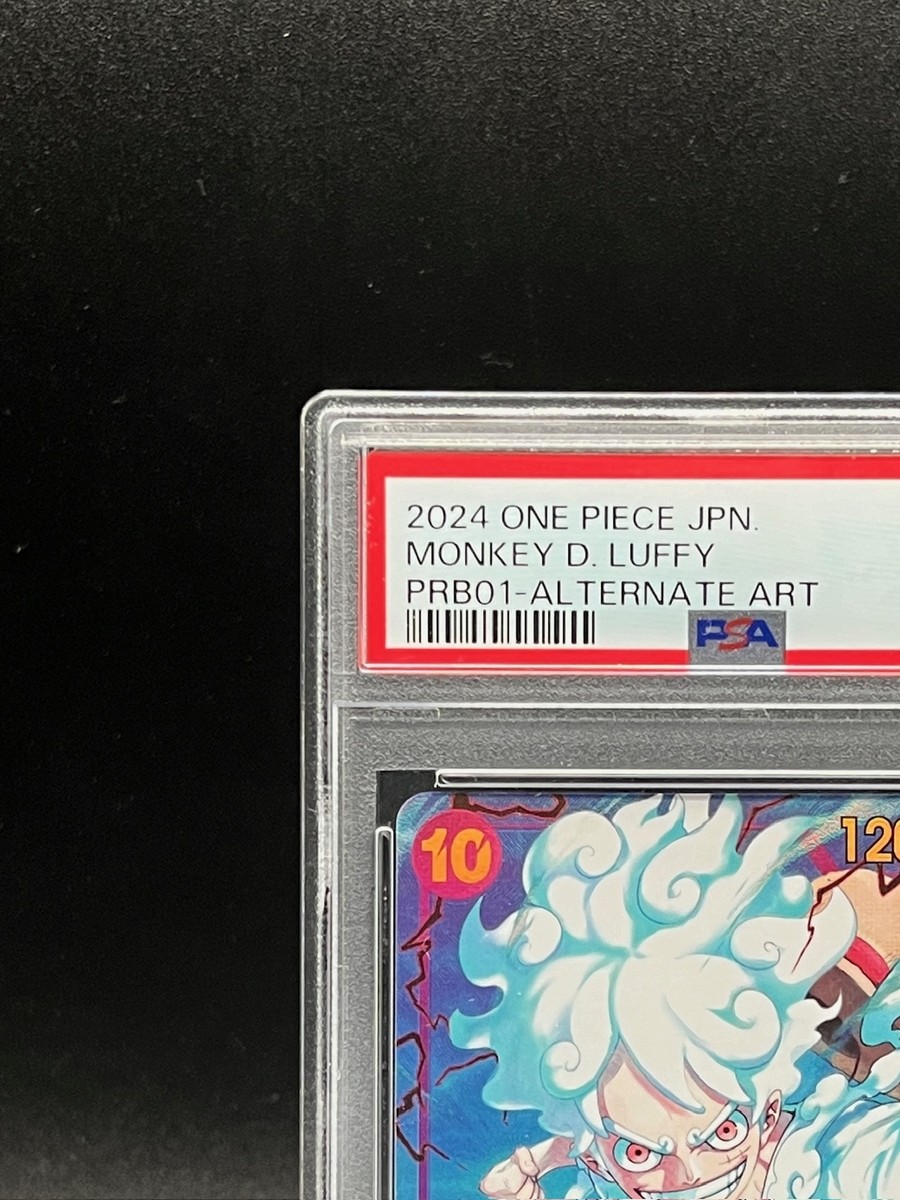 2024 ONE PIECE JPN.
MONKEY D. LUFFY
PRB01-ALTERNATE ART
PSA
10